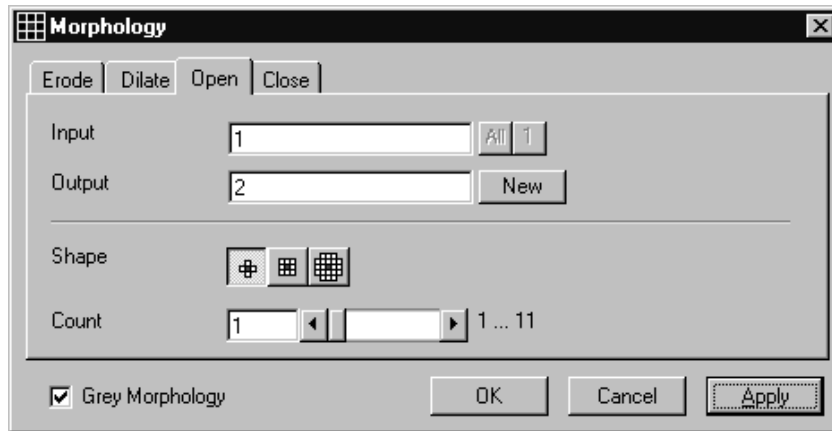 Morphology
Erode Dilate Open Close
Input 1 All 1
Output 2 New
Shape
Count 1 1 ... 11
Grey Morphology OK Cancel Apply